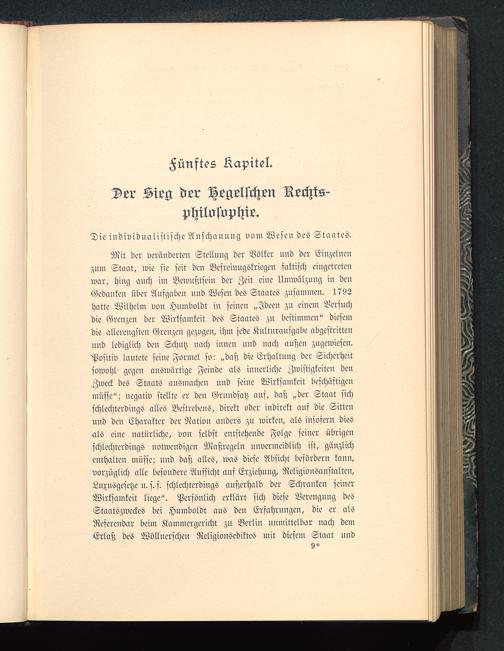 Fünftes Kapitel.
Der Sieg der Hegelschen Rechts-
philosophie.
Die individualistische Anschauung vom Wesen des Staates.
Mit der veränderten Stellung der Völker und der Einzelnen
zum Staat, wie sie seit den Befreiungskriegen faktisch eingetreten
war, hing auch im Bewußtsein der Zeit eine Umwälzung in den
Gedanken über Aufgaben und Wesen des Staates zusammen. 1792
hatte Wilhelm von Humboldt in seinen „Ideen zu einem Versuch
die Grenzen der Wirksamkeit des Staates zu bestimmen“ diesem
die allerengsten Grenzen gezogen, ihm jede Kulturaufgabe abgestritten
und lediglich den Schutz nach innen und nach außen zugewiesen.
Positiv lautete seine Formel so: „daß die Erhaltung der Sicherheit
sowohl gegen auswärtige Feinde als innerliche Zwistigkeiten den
Zweck des Staats ausmachen und seine Wirksamkeit beschäftigen
müsse“; negativ stellte er den Grundsatz auf, daß „der Staat sich
schlechterdings alles Bestrebens, direkt oder indirekt auf die Sitten
und den Charakter der Nation anders zu wirken, als insofern dies
als eine natürliche, von selbst entstehende Folge seiner übrigen
schlechterdings notwendigen Maßregeln unvermeidlich ist, gänzlich
enthalten müsse; und daß alles, was diese Absicht befördern kann,
vorzüglich alle besondere Aufsicht auf Erziehung, Religionsanstalten,
Luxusgesetze u. s. f. schlechterdings außerhalb der Schranken seiner
Wirksamkeit liege“. Persönlich erklärt sich diese Verengung des
Staatszweckes bei Humboldt aus den Erfahrungen, die er als
Referendar beim Kammergericht zu Berlin unmittelbar nach dem
Erlaß des Wöllnerschen Religionsediktes mit diesem Staat und
9*